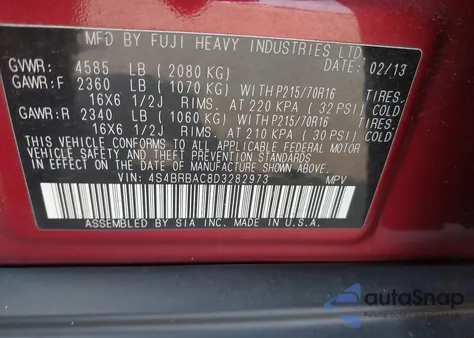 MFD BY FUJI HEAVY INDUSTRIES LTD.
GVWR: 4585 LB (2080 KG) DATE: 02/13
GAWR:F 2360 LB (1070 KG) WITH P215/70R16 TIRES.
16X6 1/2J RIMS. AT 220 KPA (32 PSI) COLD
GAWR:R 2340 LB (1060 KG) WITH P215/70R16 TIRES.
16X6 1/2J RIMS. AT 210 KPA (30 PSI) COLD
THIS VEHICLE CONFORMS TO ALL APPLICABLE FEDERAL MOTOR
VEHICLE SAFETY AND THEFT PREVENTION STANDARDS IN
EFFECT ON THE DATE OF MANUFACTURE SHOWN ABOVE.
VIN: 4S4BRBAC8D3282973 MPV
ASSEMBLED BY SIA INC. MADE IN U.S.A.
autoSnap